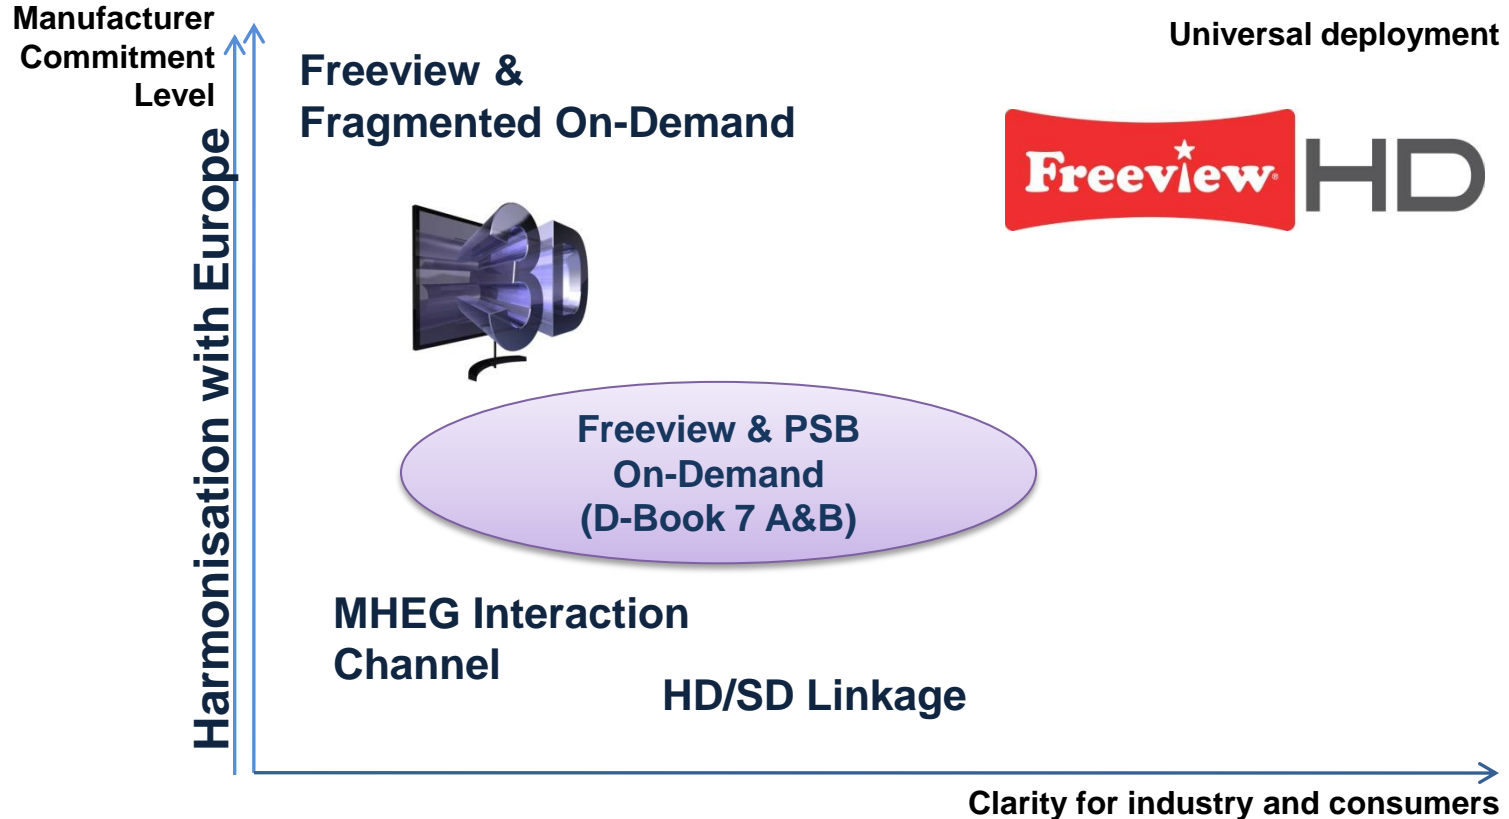 Manufacturer
Commitment
Level
Universal deployment
Freeview &
Fragmented On-Demand
Freeview HD
Harmonisation with Europe
3D
Freeview & PSB
On-Demand
(D-Book 7 A&B)
MHEG Interaction
Channel
HD/SD Linkage
Clarity for industry and consumers